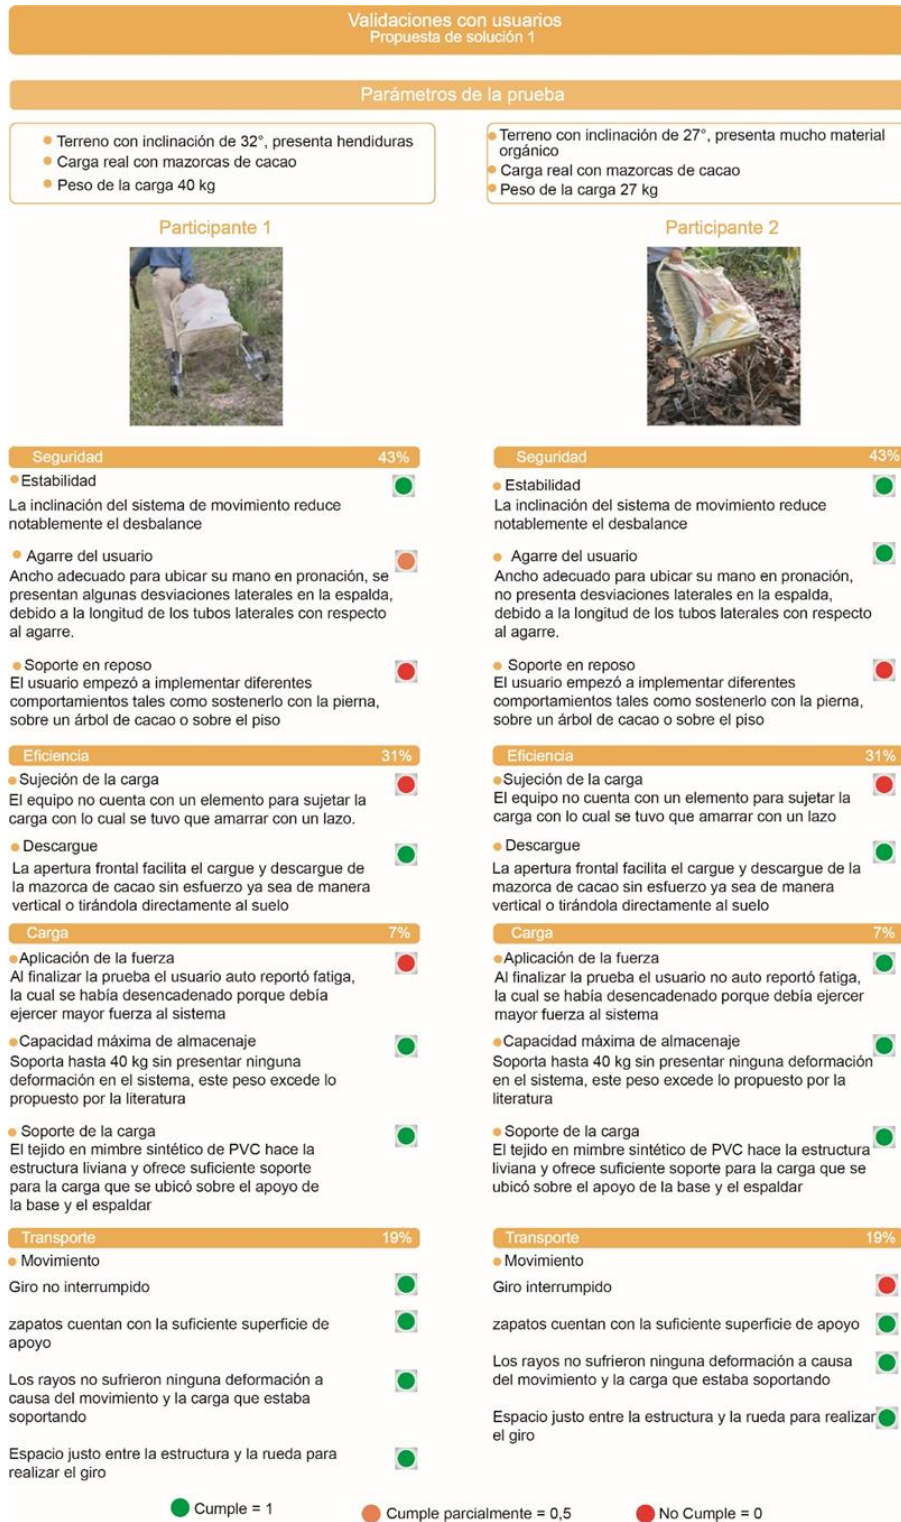 Validaciones con usuarios
Propuesta de solución 1
Parámetros de la prueba
Terreno con inclinación de 32°, presenta hendiduras
Carga real con mazorcas de cacao
Peso de la carga 40 kg
Terreno con inclinación de 27°, presenta mucho material
orgánico
Carga real con mazorcas de cacao
Peso de la carga 27 kg
Participante 1
Participante 2
Seguridad 43%
Estabilidad
La inclinación del sistema de movimiento reduce
notablemente el desbalance
Agarre del usuario
Ancho adecuado para ubicar su mano en pronación, se
presentan algunas desviaciones laterales en la espalda,
debido a la longitud de los tubos laterales con respecto
al agarre.
Soporte en reposo
El usuario empezó a implementar diferentes
comportamientos tales como sostenerlo con la pierna,
sobre un árbol de cacao o sobre el piso
Eficiencia 31%
Sujeción de la carga
El equipo no cuenta con un elemento para sujetar la
carga con lo cual se tuvo que amarrar con un lazo.
Descargue
La apertura frontal facilita el cargue y descargue de
la mazorca de cacao sin esfuerzo ya sea de manera
vertical o tirándola directamente al suelo
Carga 7%
Aplicación de la fuerza
Al finalizar la prueba el usuario auto reportó fatiga,
la cual se había desencadenado porque debía
ejercer mayor fuerza al sistema
Capacidad máxima de almacenaje
Soporta hasta 40 kg sin presentar ninguna
deformación en el sistema, este peso excede lo
propuesto por la literatura
Soporte de la carga
El tejido en mimbre sintético de PVC hace la
estructura liviana y ofrece suficiente soporte
para la carga que se ubicó sobre el apoyo de
la base y el espaldar
Transporte 19%
Movimiento
Giro no interrumpido
zapatos cuentan con la suficiente superficie de
apoyo
Los rayos no sufrieron ninguna deformación a
causa del movimiento y la carga que estaba
soportando
Espacio justo entre la estructura y la rueda para
realizar el giro
Seguridad 43%
Estabilidad
La inclinación del sistema de movimiento reduce
notablemente el desbalance
Agarre del usuario
Ancho adecuado para ubicar su mano en pronación,
no presenta desviaciones laterales en la espalda,
debido a la longitud de los tubos laterales con respecto
al agarre.
Soporte en reposo
El usuario empezó a implementar diferentes
comportamientos tales como sostenerlo con la pierna,
sobre un árbol de cacao o sobre el piso
Eficiencia 31%
Sujeción de la carga
El equipo no cuenta con un elemento para sujetar la
carga con lo cual se tuvo que amarrar con un lazo
Descargue
La apertura frontal facilita el cargue y descargue de la
mazorca de cacao sin esfuerzo ya sea de manera
vertical o tirándola directamente al suelo
Carga 7%
Aplicación de la fuerza
Al finalizar la prueba el usuario no auto reportó fatiga,
la cual se había desencadenado porque debía ejercer
mayor fuerza al sistema
Capacidad máxima de almacenaje
Soporta hasta 40 kg sin presentar ninguna deformación
en el sistema, este peso excede lo propuesto por la
literatura
Soporte de la carga
El tejido en mimbre sintético de PVC hace la estructura
liviana y ofrece suficiente soporte para la carga que se
ubicó sobre el apoyo de la base y el espaldar
Transporte 19%
Movimiento
Giro interrumpido
zapatos cuentan con la suficiente superficie de apoyo
Los rayos no sufrieron ninguna deformación a causa
del movimiento y la carga que estaba soportando
Espacio justo entre la estructura y la rueda para realizar
el giro
Cumple = 1
Cumple parcialmente = 0,5
No Cumple = 0